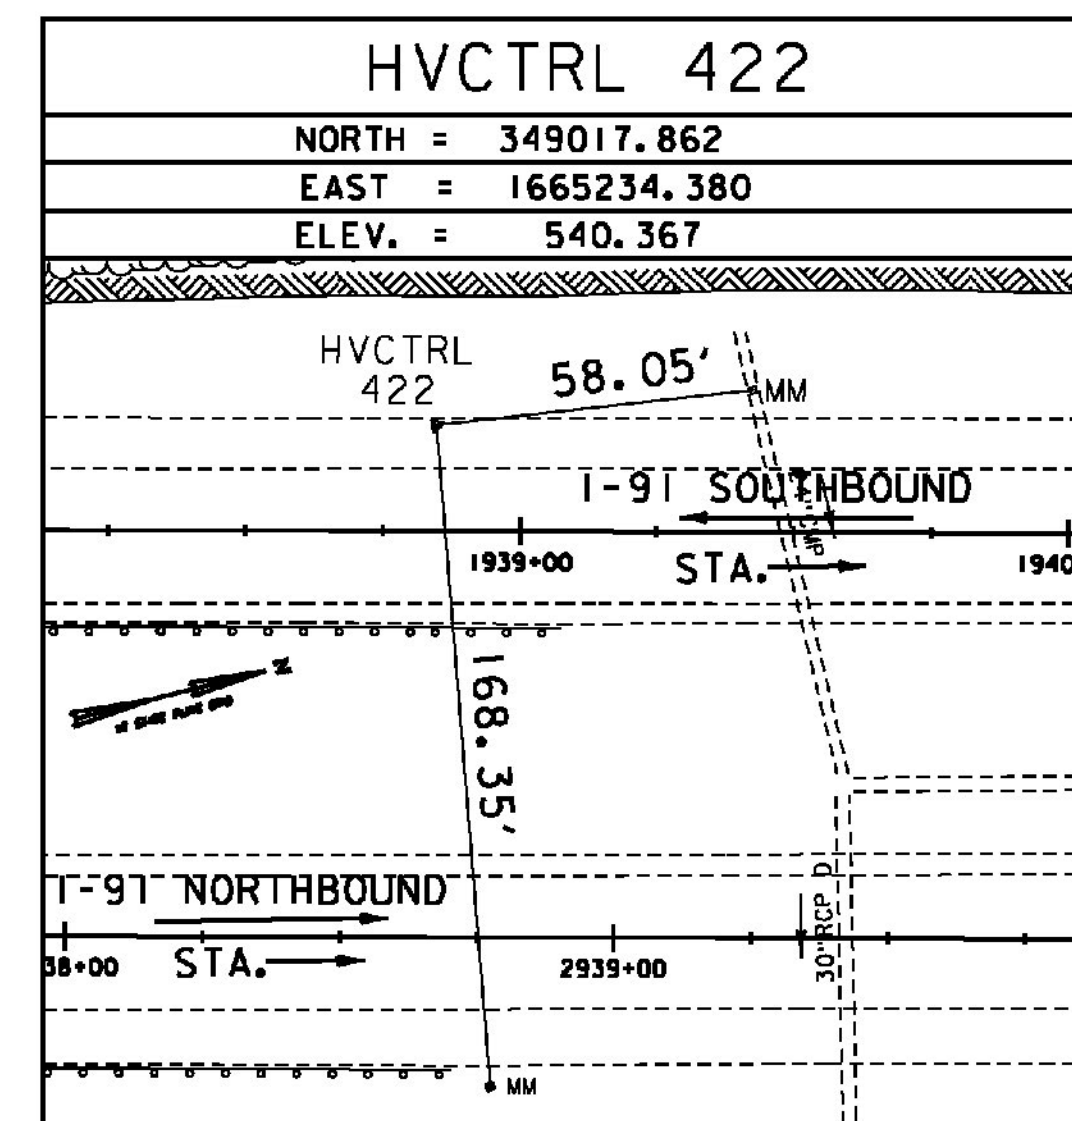 HVCTRL 422
NORTH = 349017.862
EAST = 1665234.380
ELEV. = 540.367
HVCTRL
422
58.05'
MM
I-91 SOUTHBOUND
1939+00
STA.
1940
N
168.35'
I-91 NORTHBOUND
38+00
STA.
2939+00
30"RCP D
MM